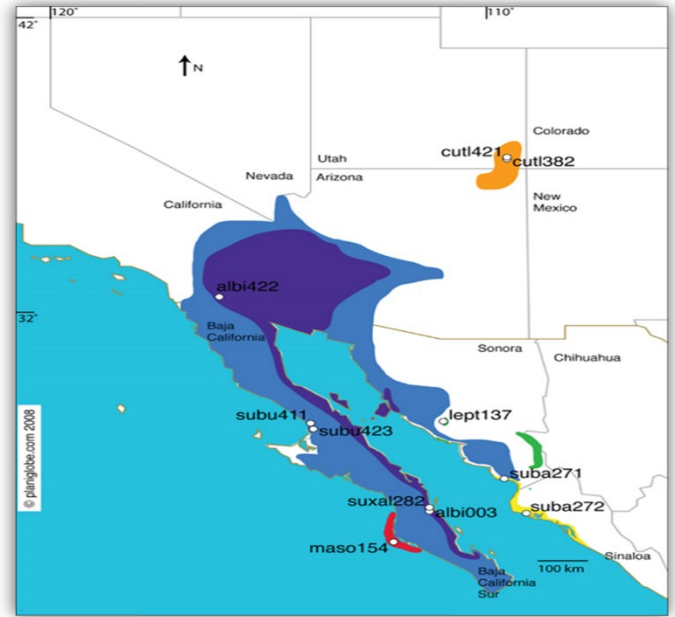 120°
110°
42°
N
Colorado
cutl421
cutl382
Utah
Nevada
Arizona
New
Mexico
California
albi422
32°
Baja
California
Sonora
Chihuahua
subu411
lept137
subu423
© planiglobe.com 2008
suba271
suxal282
albi003
suba272
maso154
Sinaloa
100 km
Baja
California
Sur